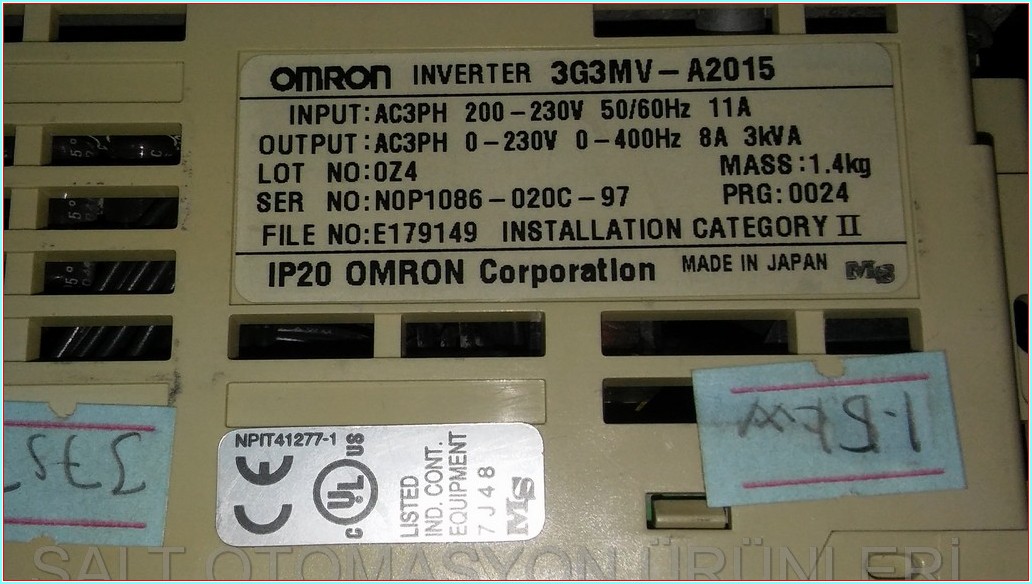 OMRON INVERTER 3G3MV-A2015
INPUT:AC3PH 200-230V 50/60Hz 11A
OUTPUT:AC3PH 0-230V 0-400Hz 8A 3kVA
LOT NO:0Z4 MASS:1.4kg
SER NO:N0P1086-020C-97 PRG:0024
FILE NO:E179149 INSTALLATION CATEGORY II
IP20 OMRON Corporation MADE IN JAPAN MS
NPIT41277-1
CE
C UL US
LISTED
IND. CONT.
EQUIPMENT
7J48
MS
SALT OTOMASYON ÜRÜNLERİ